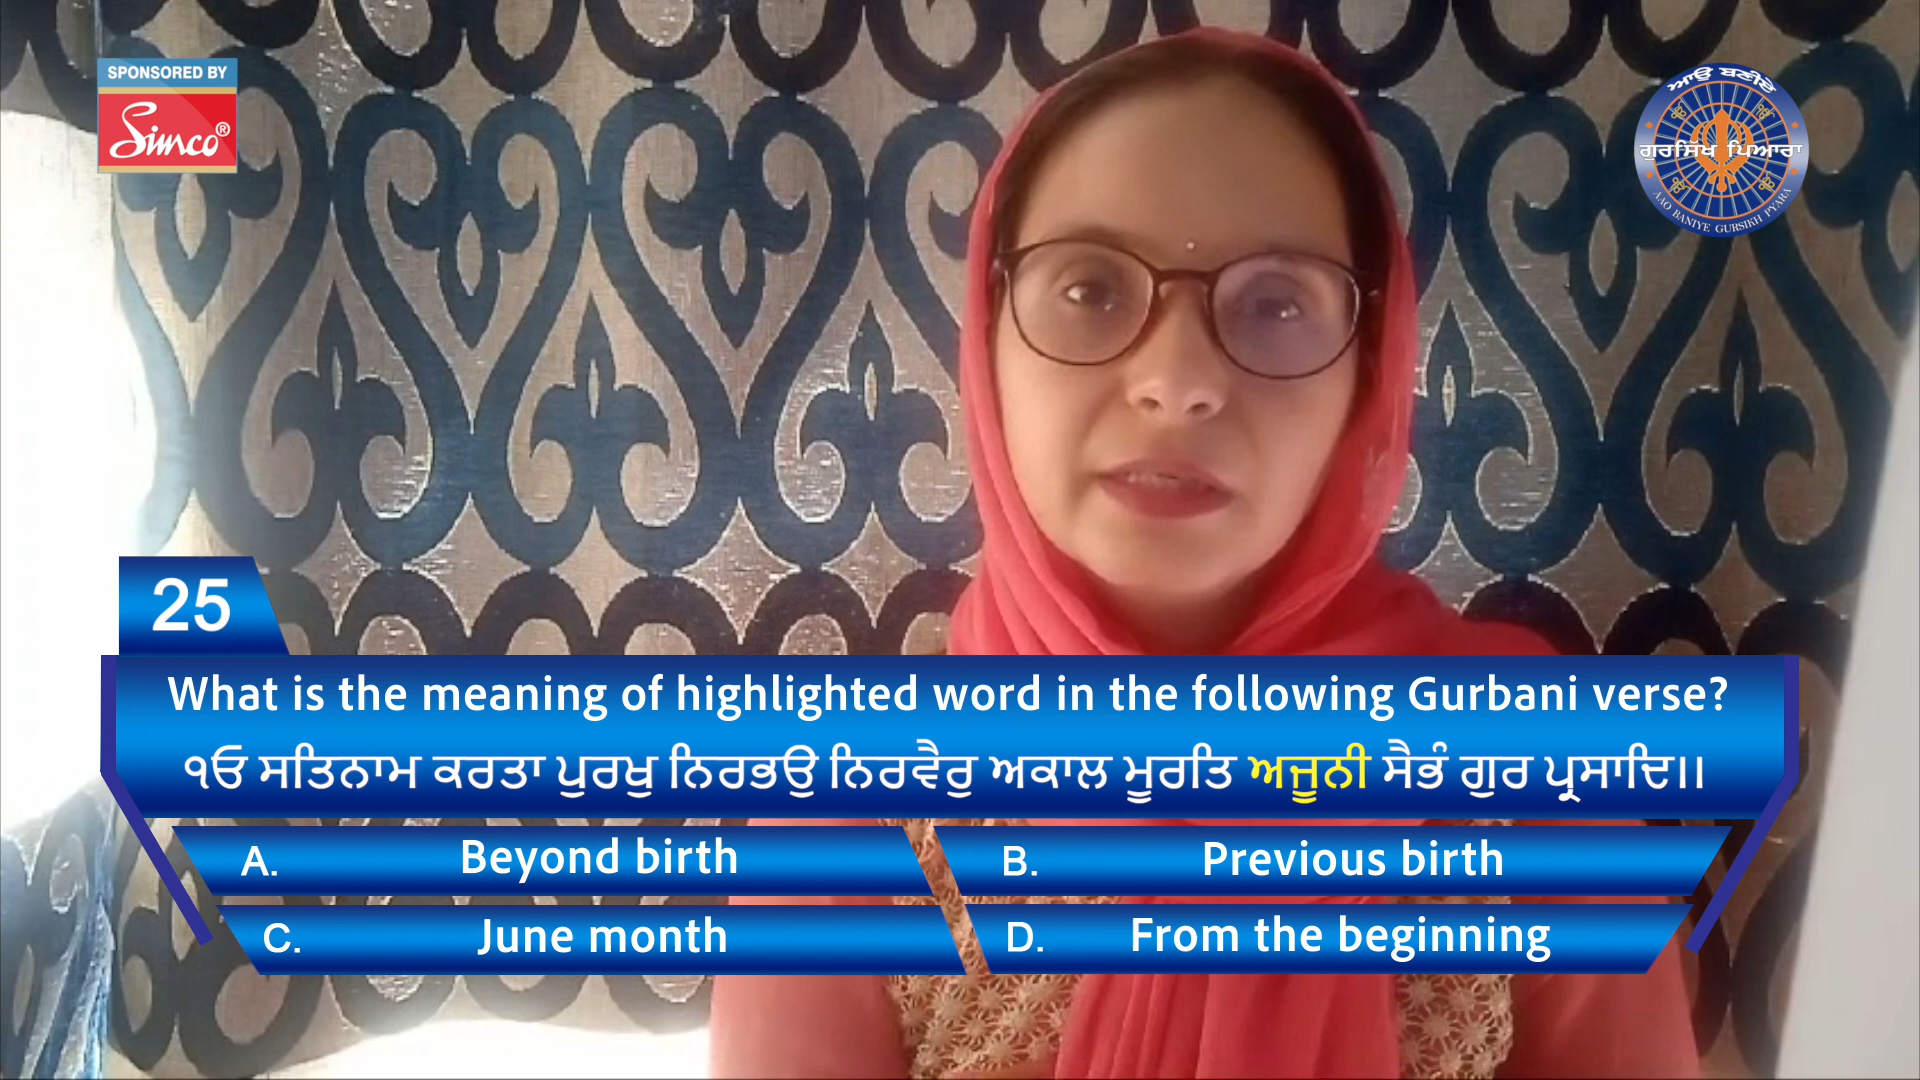 SPONSORED BY
Simco®
ਆਓ ਬਣੀਏ
ਗੁਰਸਿੱਖ ਪਿਆਰਾ
AAO BANIYE GURSIKH PYARA
25
What is the meaning of highlighted word in the following Gurbani verse?
੧ਓ ਸਤਿਨਾਮ ਕਰਤਾ ਪੁਰਖੁ ਨਿਰਭਉ ਨਿਰਵੈਰੁ ਅਕਾਲ ਮੂਰਤਿ ਅਜੂਨੀ ਸੈਭੰ ਗੁਰ ਪ੍ਰਸਾਦਿ।।
A. Beyond birth
B. Previous birth
C. June month
D. From the beginning